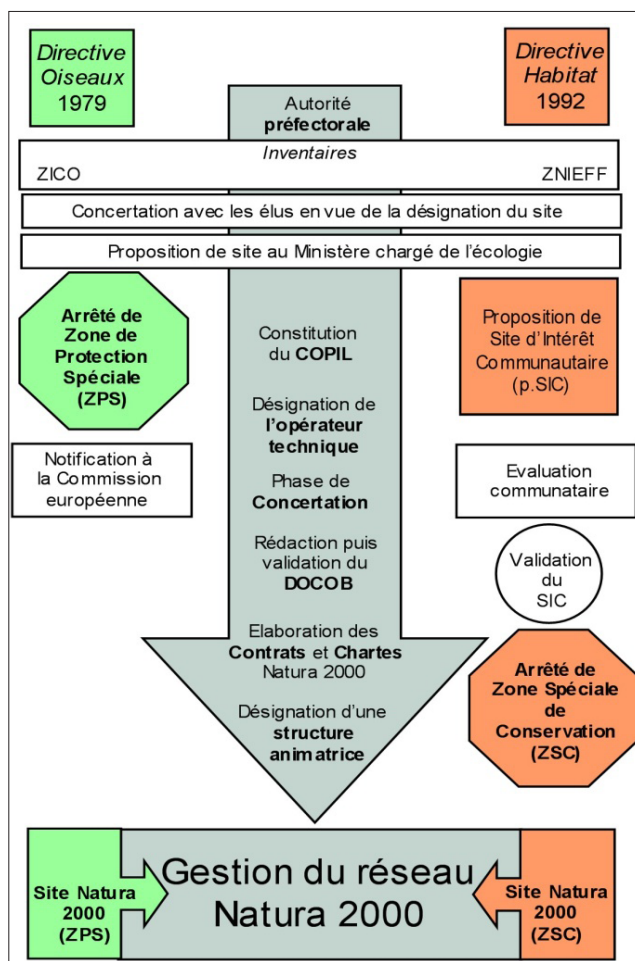 Directive
Oiseaux
1979
Directive
Habitat
1992
Autorité
préfectorale
Inventaires
ZICO
ZNIEFF
Concertation avec les élus en vue de la désignation du site
Proposition de site au Ministère chargé de l'écologie
Arrêté de
Zone de
Protection
Spéciale
(ZPS)
Notification à
la Commission
européenne
Constitution
du COPIL
Désignation de
l'opérateur
technique
Phase de
Concertation
Rédaction puis
validation du
DOCOB
Elaboration des
Contrats et Chartes
Natura 2000
Désignation d'une
structure
animatrice
Proposition de
Site d'Intérêt
Communautaire
(p.SIC)
Evaluation
communataire
Validation
du
SIC
Arrêté de
Zone Spéciale
de
Conservation
(ZSC)
Site Natura
2000
(ZPS)
Gestion du réseau
Natura 2000
Site Natura
2000
(ZSC)